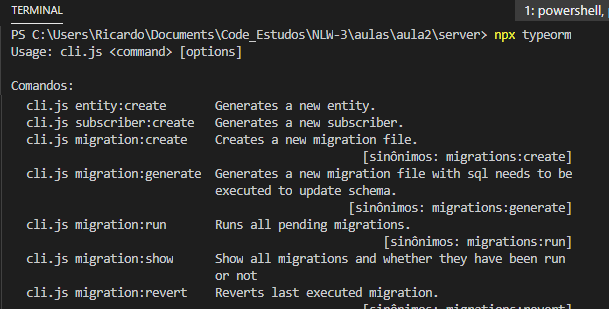 TERMINAL
1: powershell,
PS C:\Users\Ricardo\Documents\Code_Estudos\NLW-3\aulas\aula2\server> npx typeorm
Usage: cli.js <command> [options]
Comandos:
cli.js entity:create Generates a new entity.
cli.js subscriber:create Generates a new subscriber.
cli.js migration:create Creates a new migration file.
[sinônimos: migrations:create]
cli.js migration:generate Generates a new migration file with sql needs to be
executed to update schema.
[sinônimos: migrations:generate]
cli.js migration:run Runs all pending migrations.
[sinônimos: migrations:run]
cli.js migration:show Show all migrations and whether they have been run
or not
cli.js migration:revert Reverts last executed migration.
[sinônimos: migrations:revert]